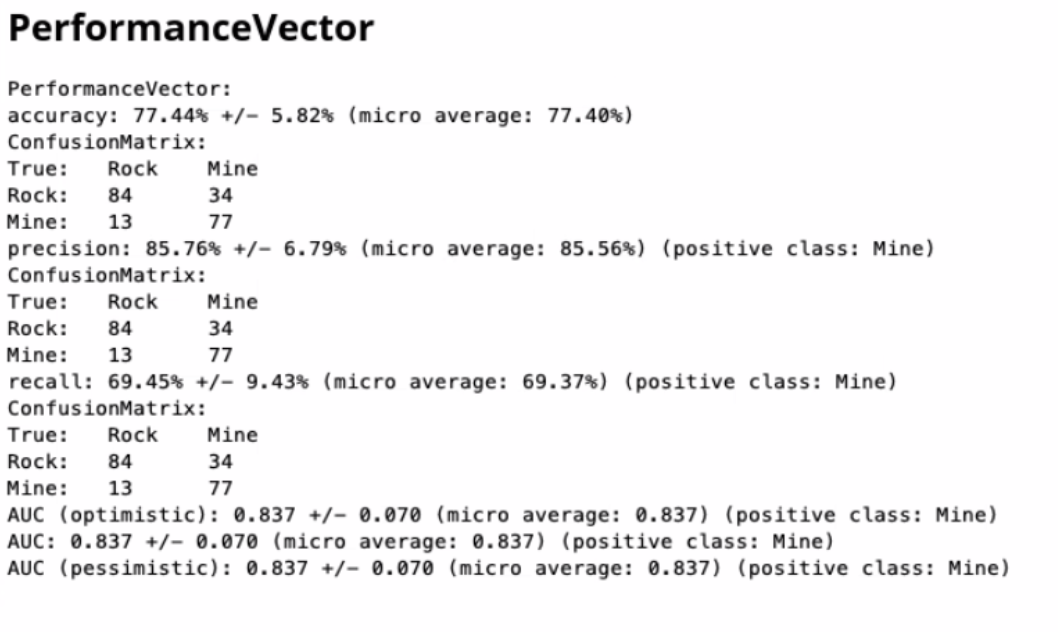 PerformanceVector
PerformanceVector:
accuracy: 77.44% +/- 5.82% (micro average: 77.40%)
ConfusionMatrix:
True:   Rock    Mine
Rock:   84      34
Mine:   13      77
precision: 85.76% +/- 6.79% (micro average: 85.56%) (positive class: Mine)
ConfusionMatrix:
True:   Rock    Mine
Rock:   84      34
Mine:   13      77
recall: 69.45% +/- 9.43% (micro average: 69.37%) (positive class: Mine)
ConfusionMatrix:
True:   Rock    Mine
Rock:   84      34
Mine:   13      77
AUC (optimistic): 0.837 +/- 0.070 (micro average: 0.837) (positive class: Mine)
AUC: 0.837 +/- 0.070 (micro average: 0.837) (positive class: Mine)
AUC (pessimistic): 0.837 +/- 0.070 (micro average: 0.837) (positive class: Mine)